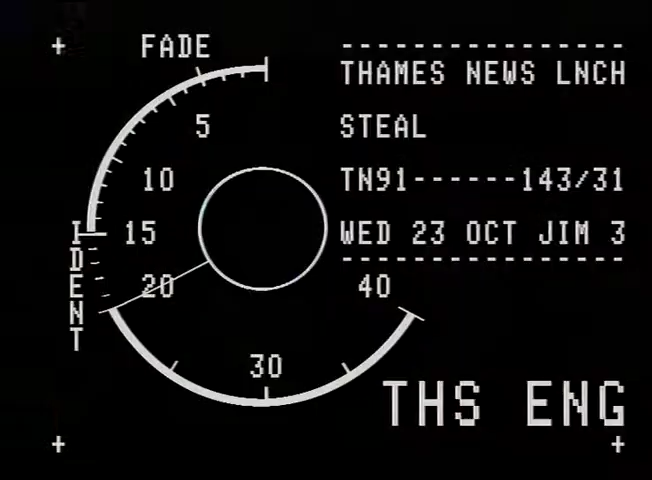 FADE
THAMES NEWS LNCH
STEAL
TN91------143/31
WED 23 OCT JIM 3
5
10
15
20
30
40
IDENT
THS ENG